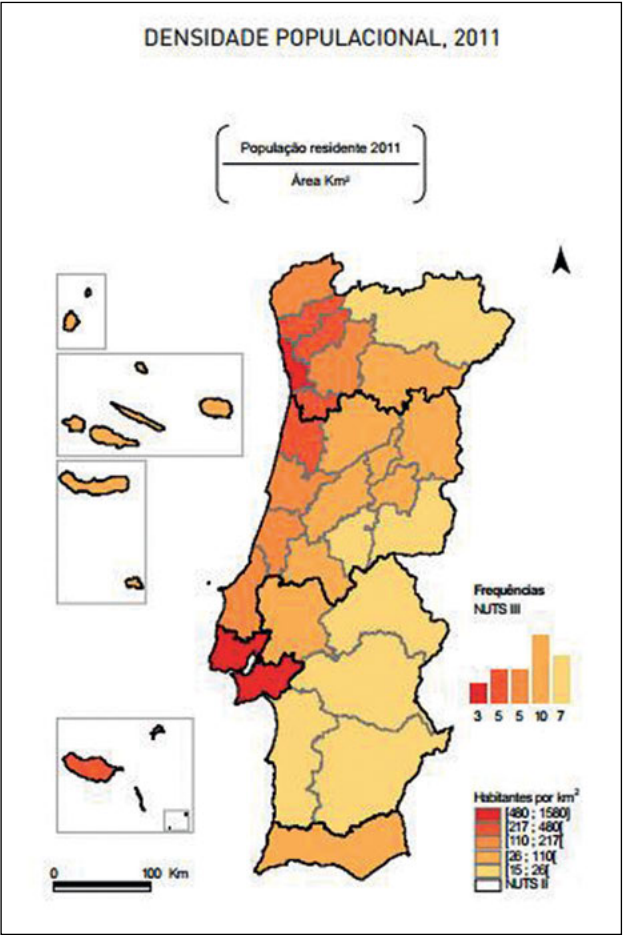 DENSIDADE POPULACIONAL, 2011
População residente 2011
Área Km²
Frequências
NUTS III
3 5 5 10 7
Habitantes por km²
[480 ; 1580]
[217 ; 480[
[110 ; 217[
[26 ; 110[
[15 ; 26[
NUTS II
0 100 Km